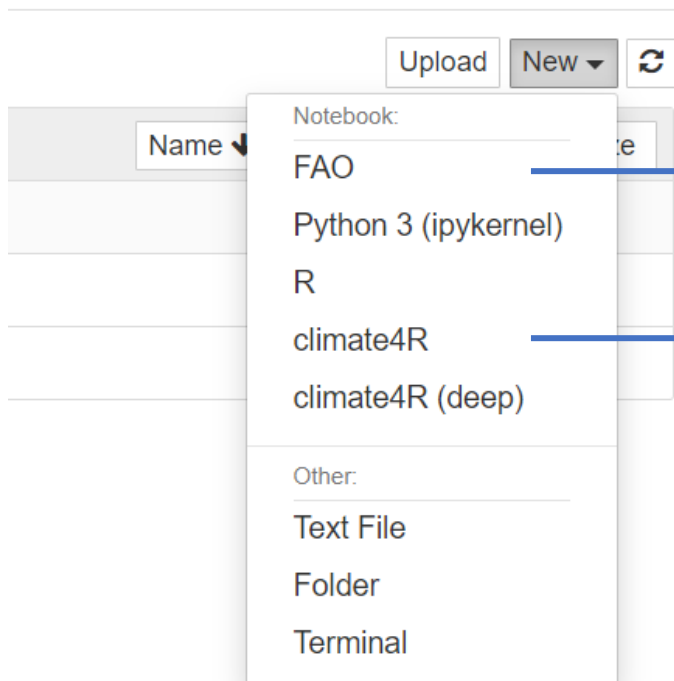 Upload New
Notebook:
Name
FAO
Python 3 (ipykernel)
R
climate4R
climate4R (deep)
Other:
Text File
Folder
Terminal